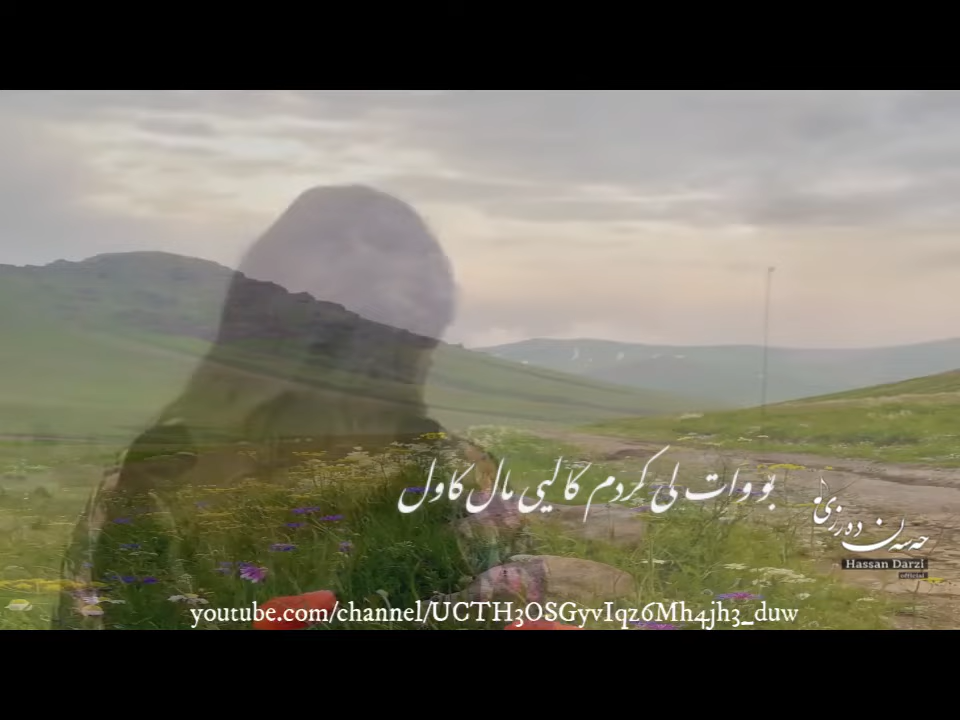 بو وات لی کردم گالیی مال کاول
حەسەن دەرزی
Hassan Darzi
official
youtube.com/channel/UCTH3OSGyvIqz6Mh4jh3_duw